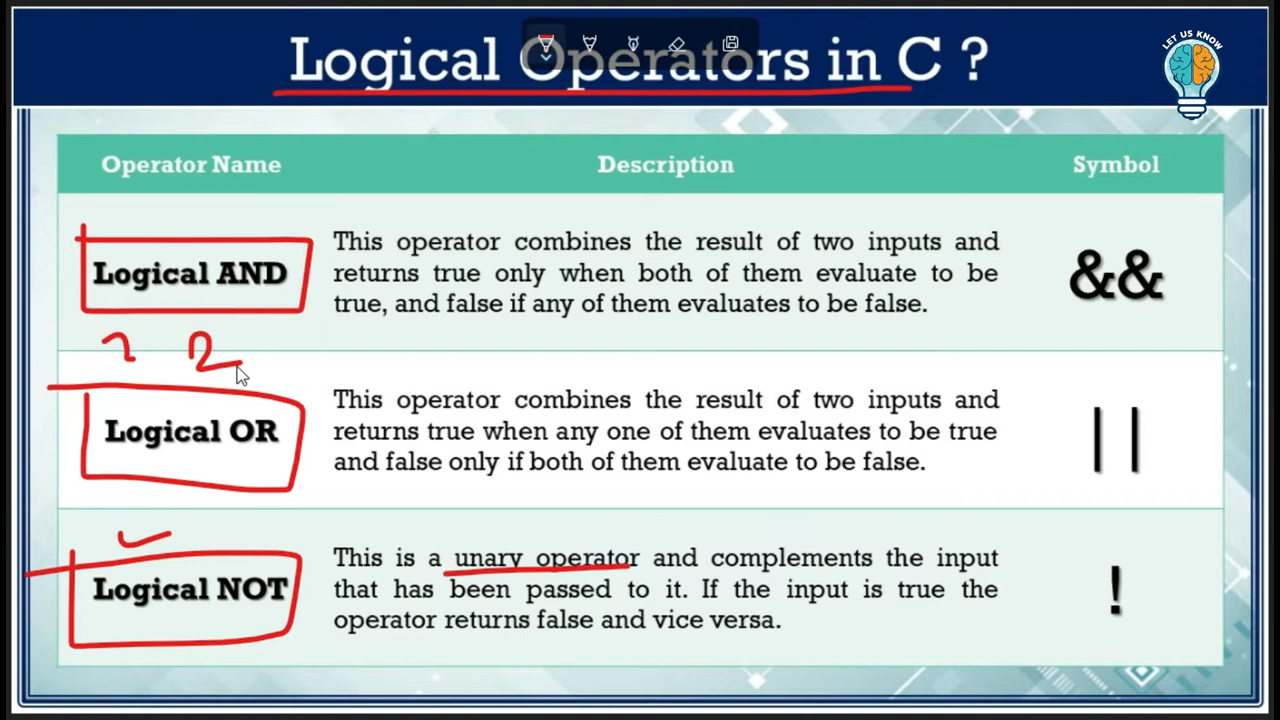 Logical Operators in C ?
LET US KNOW
Operator Name Description Symbol
Logical AND
This operator combines the result of two inputs and
returns true only when both of them evaluate to be
true, and false if any of them evaluates to be false.
&&
2
Logical OR
This operator combines the result of two inputs and
returns true when any one of them evaluates to be true
and false only if both of them evaluate to be false.
||
Logical NOT
This is a unary operator and complements the input
that has been passed to it. If the input is true the
operator returns false and vice versa.
!